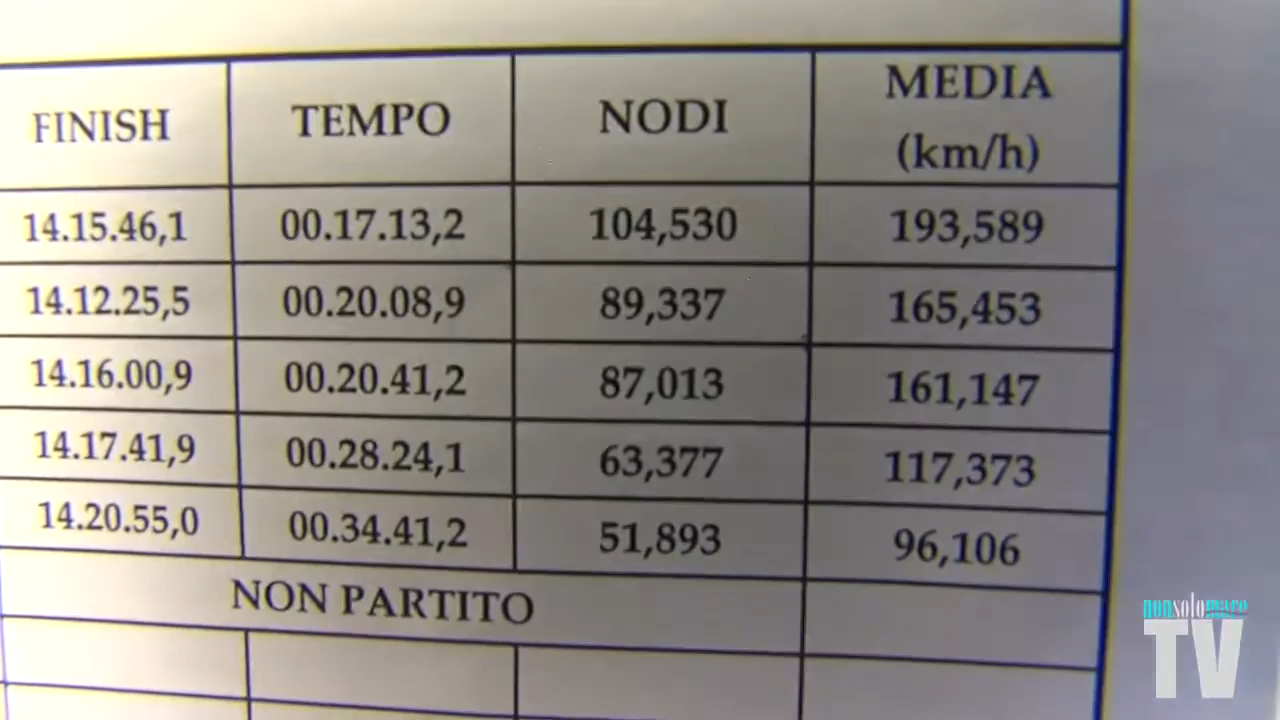 FINISH TEMPO NODI MEDIA (km/h)
14.15.46,1 00.17.13,2 104,530 193,589
14.12.25,5 00.20.08,9 89,337 165,453
14.16.00,9 00.20.41,2 87,013 161,147
14.17.41,9 00.28.24,1 63,377 117,373
14.20.55,0 00.34.41,2 51,893 96,106
NON PARTITO
nonsolomare
TV